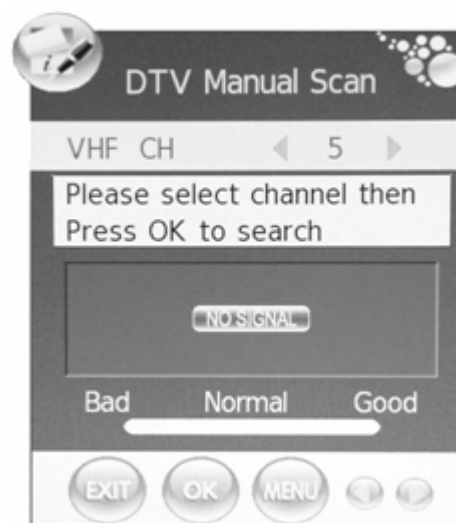 DTV Manual Scan
VHF CH 5
Please select channel then
Press OK to search
NO SIGNAL
Bad Normal Good
EXIT OK MENU